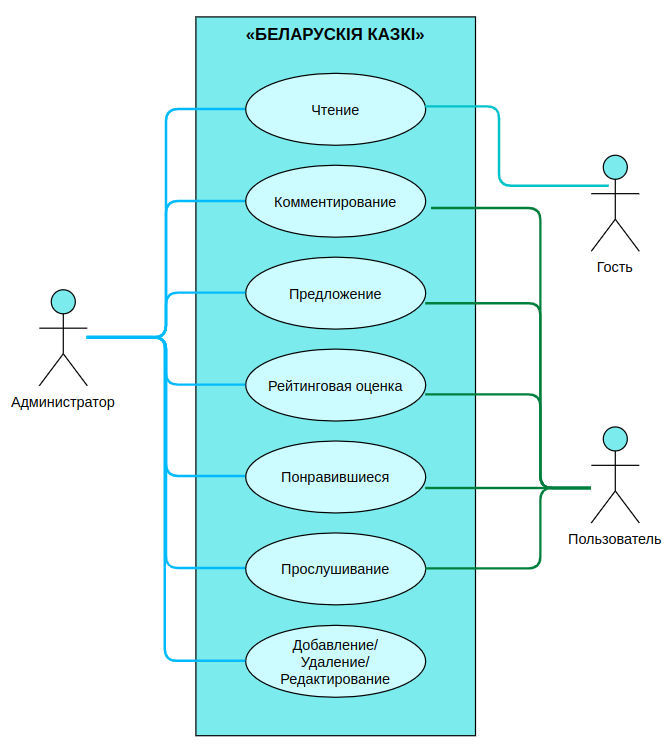 «БЕЛАРУСКІЯ КАЗКІ»
Чтение
Комментирование
Предложение
Рейтинговая оценка
Понравившиеся
Прослушивание
Добавление/
Удаление/
Редактирование
Администратор
Гость
Пользователь